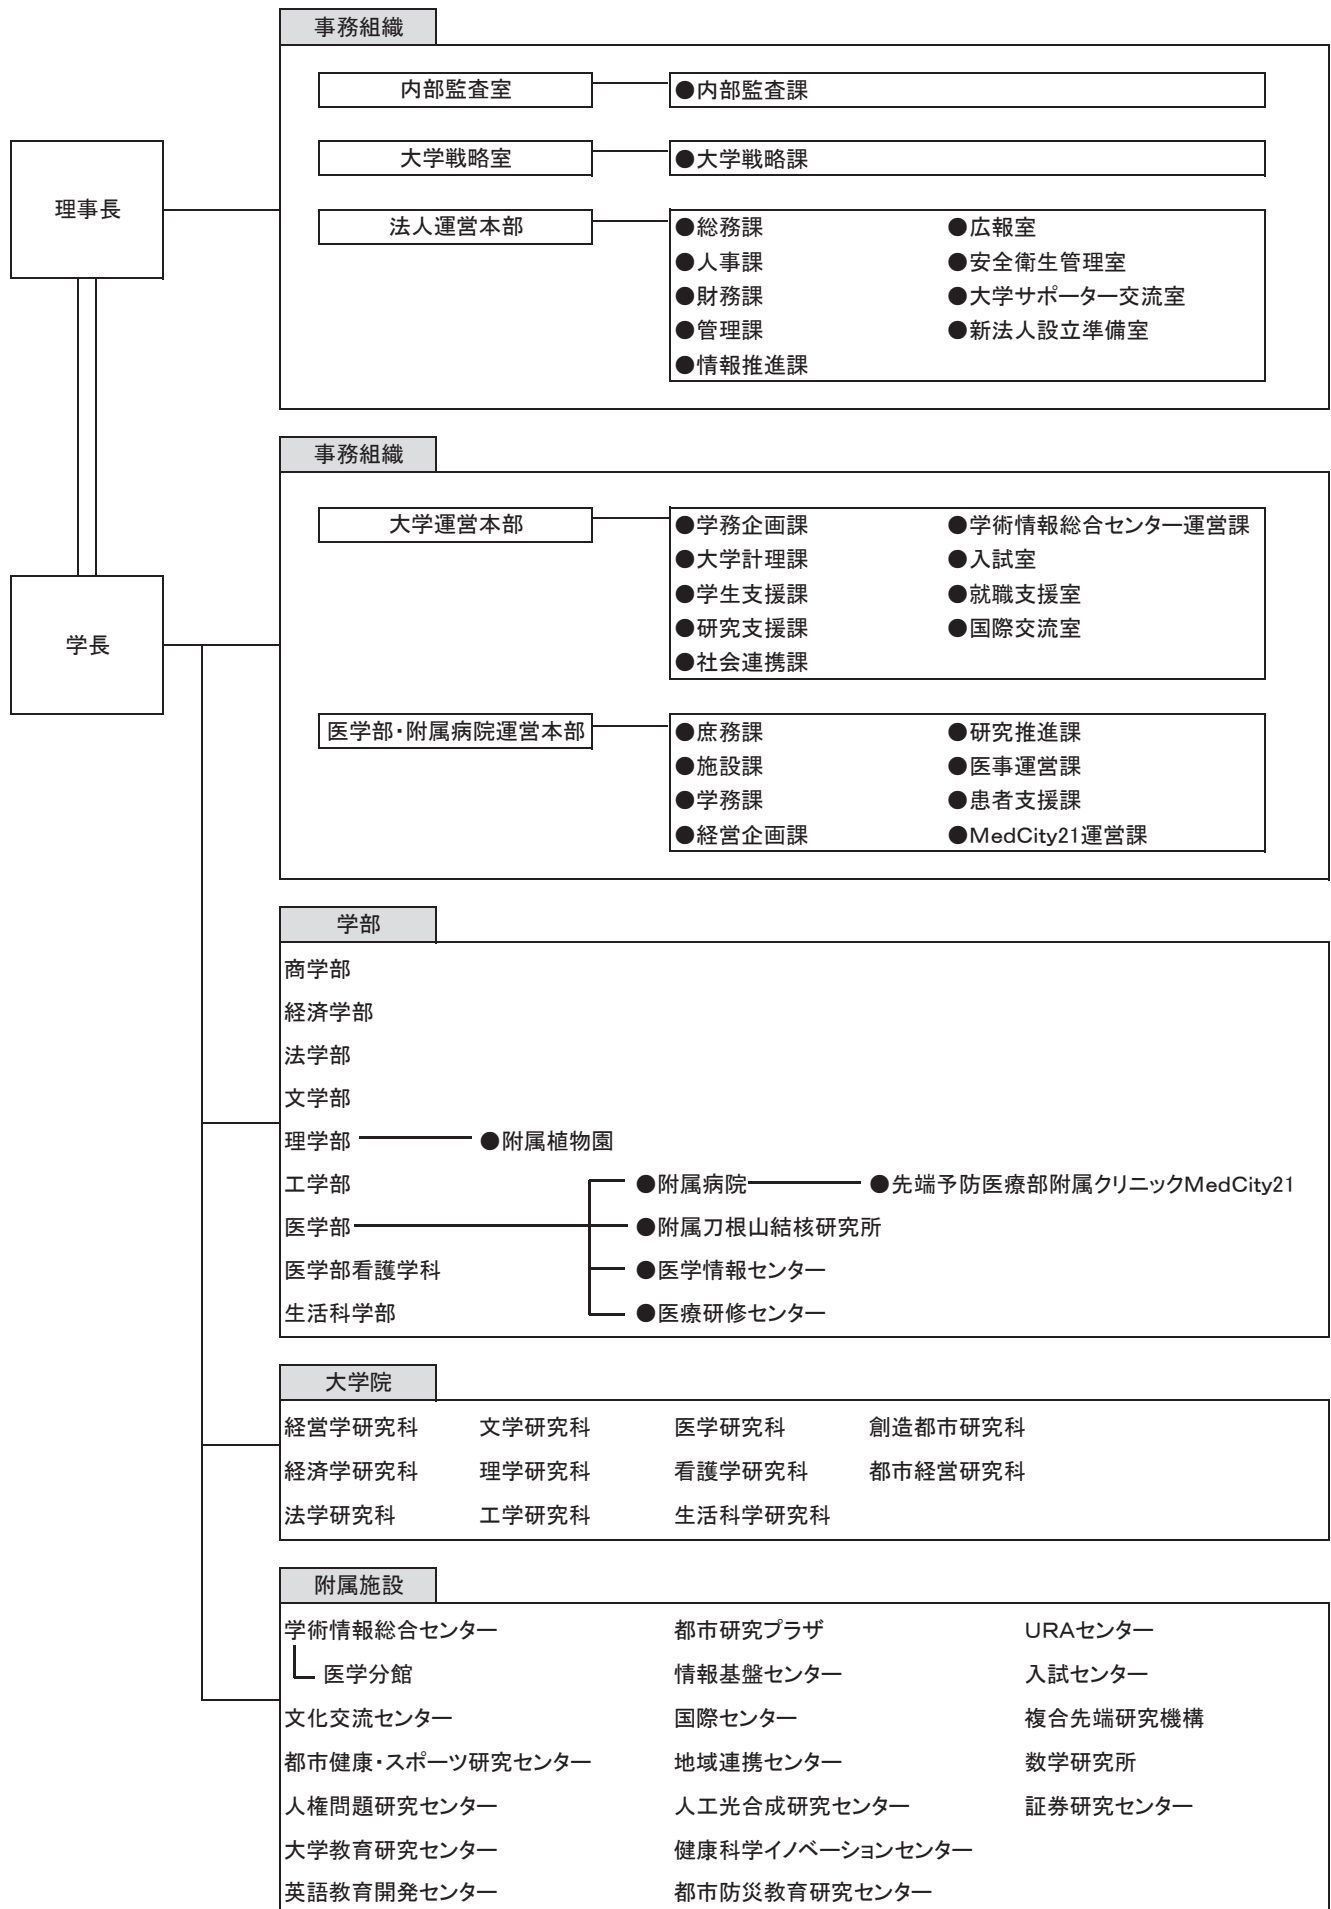 事務組織
内部監査室
●内部監査課
大学戦略室
●大学戦略課
理事長
法人運営本部
●総務課
●広報室
●人事課
●安全衛生管理室
●財務課
●大学サポーター交流室
●管理課
●新法人設立準備室
●情報推進課
事務組織
大学運営本部
●学務企画課
●学術情報総合センター運営課
●大学計理課
●入試室
●学生支援課
●就職支援室
●研究支援課
●国際交流室
●社会連携課
学長
医学部・附属病院運営本部
●庶務課
●研究推進課
●施設課
●医事運営課
●学務課
●患者支援課
●経営企画課
●MedCity21運営課
学部
商学部
経済学部
法学部
文学部
理学部
●附属植物園
工学部
●附属病院
●先端予防医療部附属クリニックMedCity21
医学部
●附属刀根山結核研究所
医学部看護学科
●医学情報センター
生活科学部
●医療研修センター
大学院
経営学研究科
文学研究科
医学研究科
創造都市研究科
経済学研究科
理学研究科
看護学研究科
都市経営研究科
法学研究科
工学研究科
生活科学研究科
附属施設
学術情報総合センター
都市研究プラザ
URAセンター
医学分館
情報基盤センター
入試センター
文化交流センター
国際センター
複合先端研究機構
都市健康・スポーツ研究センター
地域連携センター
数学研究所
人権問題研究センター
人工光合成研究センター
証券研究センター
大学教育研究センター
健康科学イノベーションセンター
英語教育開発センター
都市防災教育研究センター